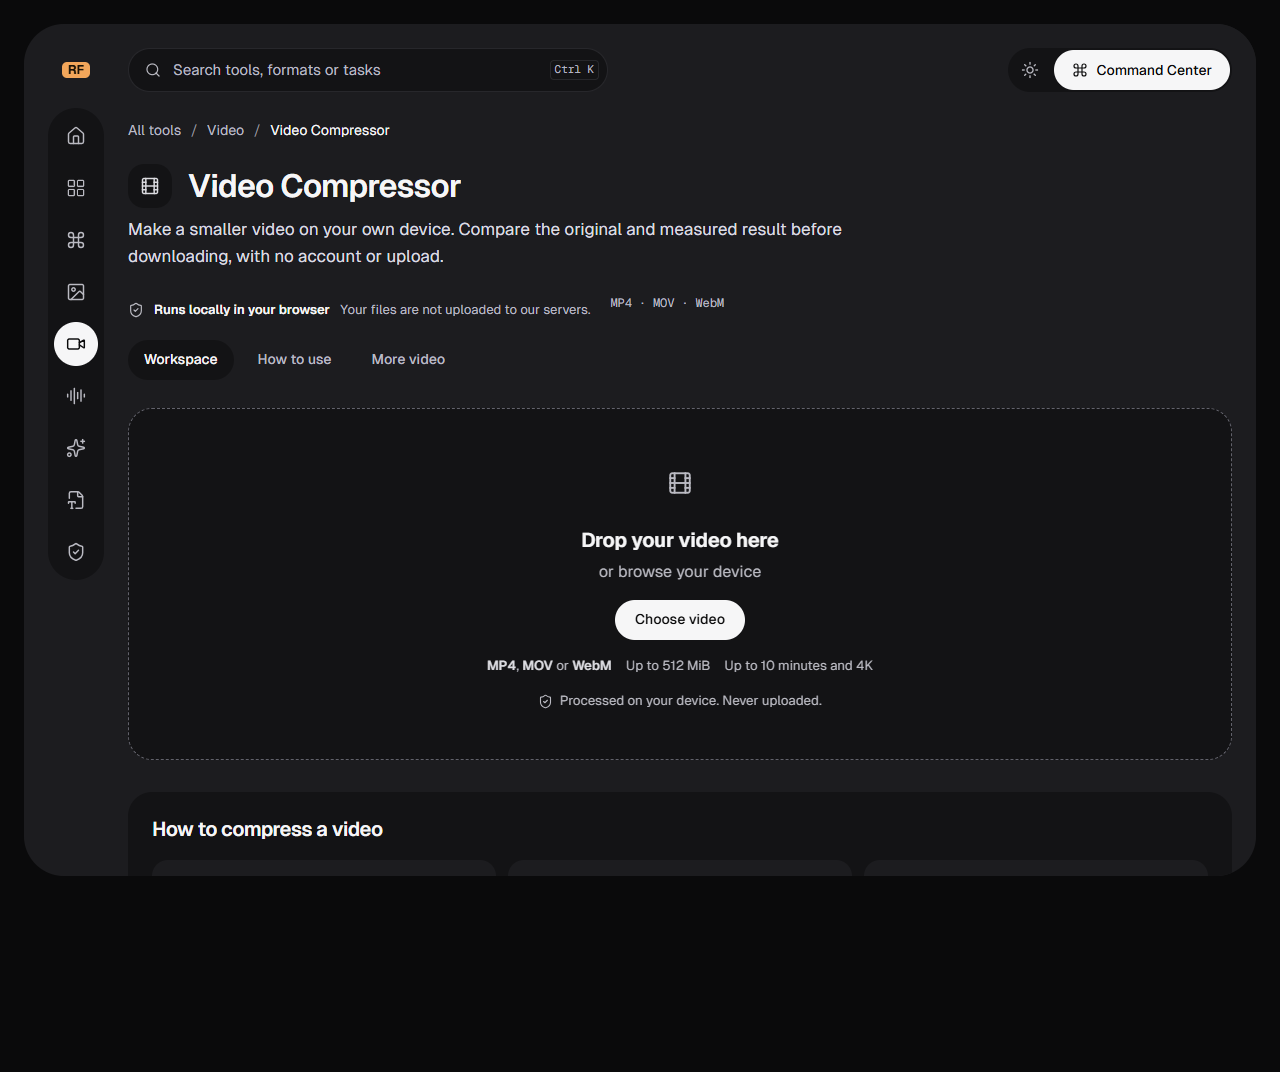 RF
Search tools, formats or tasks
Ctrl K
Command Center
All tools / Video / Video Compressor
Video Compressor
Make a smaller video on your own device. Compare the original and measured result before
downloading, with no account or upload.
Runs locally in your browser Your files are not uploaded to our servers. MP4 · MOV · WebM
Workspace How to use More video
Drop your video here
or browse your device
Choose video
MP4, MOV or WebM Up to 512 MiB Up to 10 minutes and 4K
Processed on your device. Never uploaded.
How to compress a video